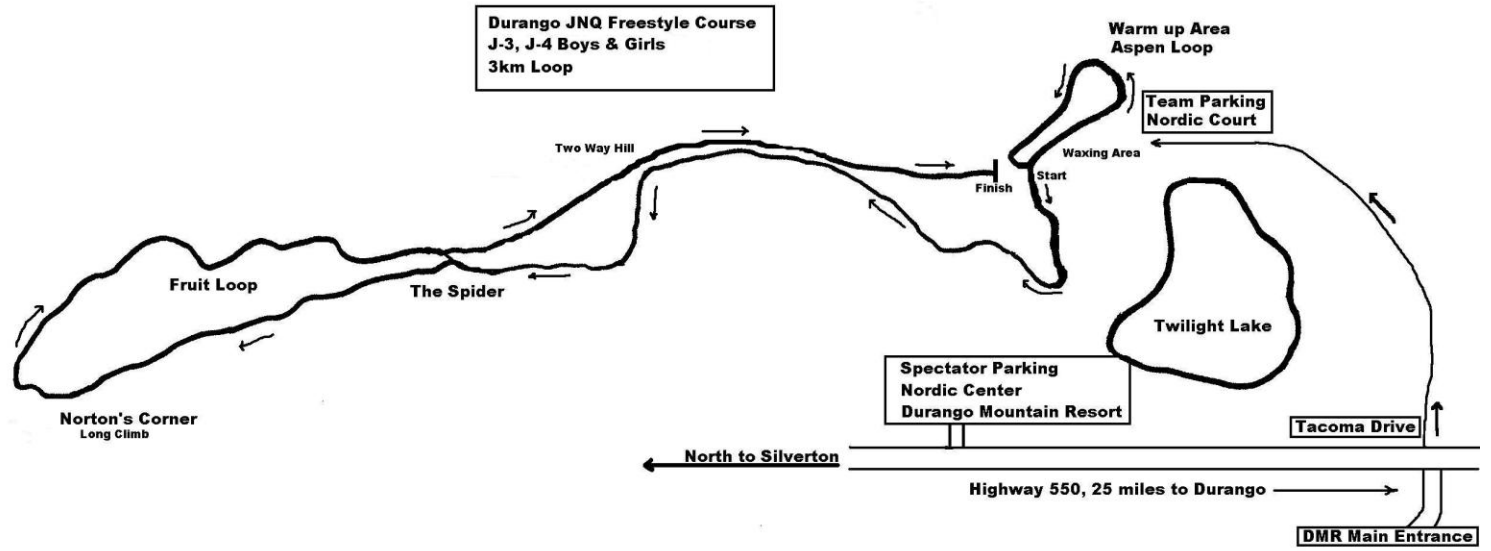 Durango JNQ Freestyle Course
J-3, J-4 Boys & Girls
3km Loop
Warm up Area
Aspen Loop
Team Parking
Nordic Court
Two Way Hill
Waxing Area
Finish
Start
Fruit Loop
The Spider
Twilight Lake
Spectator Parking
Nordic Center
Durango Mountain Resort
Norton's Corner
Long Climb
Tacoma Drive
North to Silverton
Highway 550, 25 miles to Durango
DMR Main Entrance